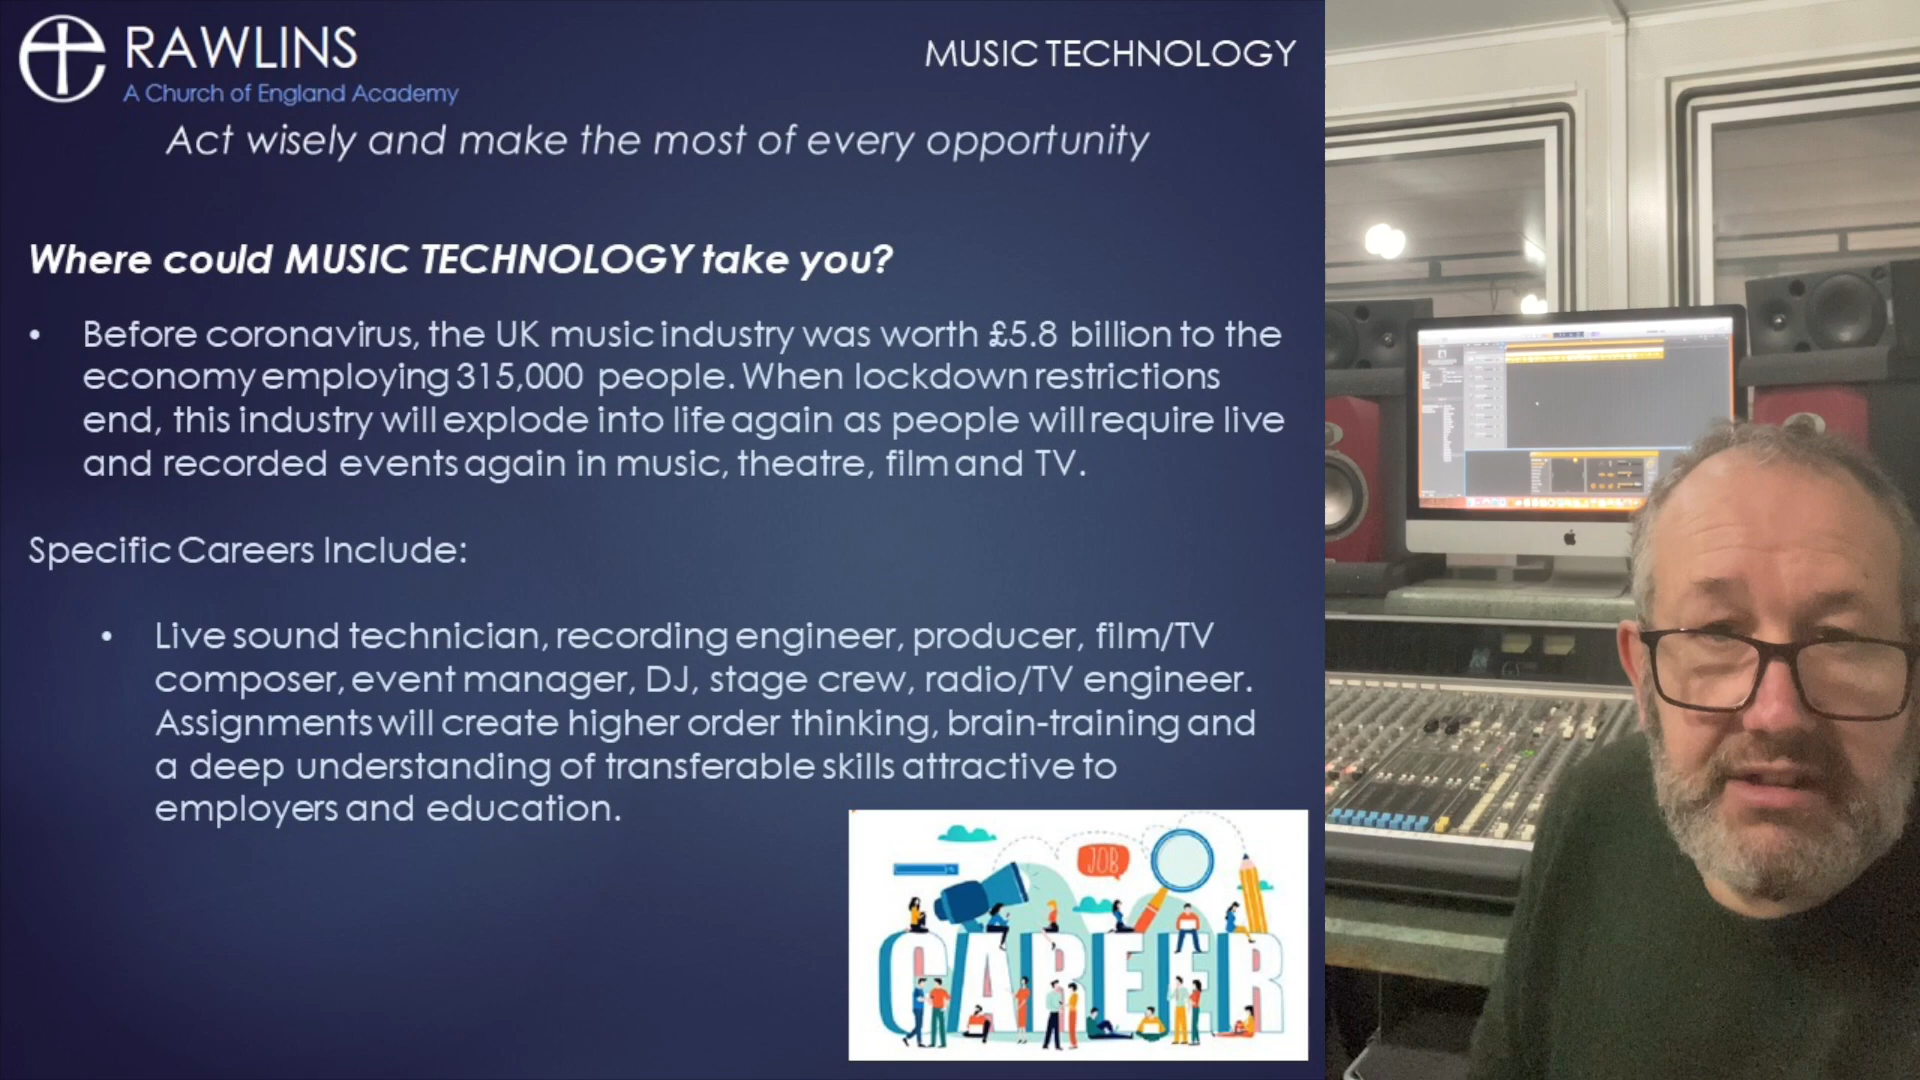 RAWLINS
A Church of England Academy
MUSIC TECHNOLOGY
Act wisely and make the most of every opportunity
Where could MUSIC TECHNOLOGY take you?
• Before coronavirus, the UK music industry was worth £5.8 billion to the
economy employing 315,000 people. When lockdown restrictions
end, this industry will explode into life again as people will require live
and recorded events again in music, theatre, film and TV.
Specific Careers Include:
• Live sound technician, recording engineer, producer, film/TV
composer, event manager, DJ, stage crew, radio/TV engineer.
Assignments will create higher order thinking, brain-training and
a deep understanding of transferable skills attractive to
employers and education.
JOB
CAREER